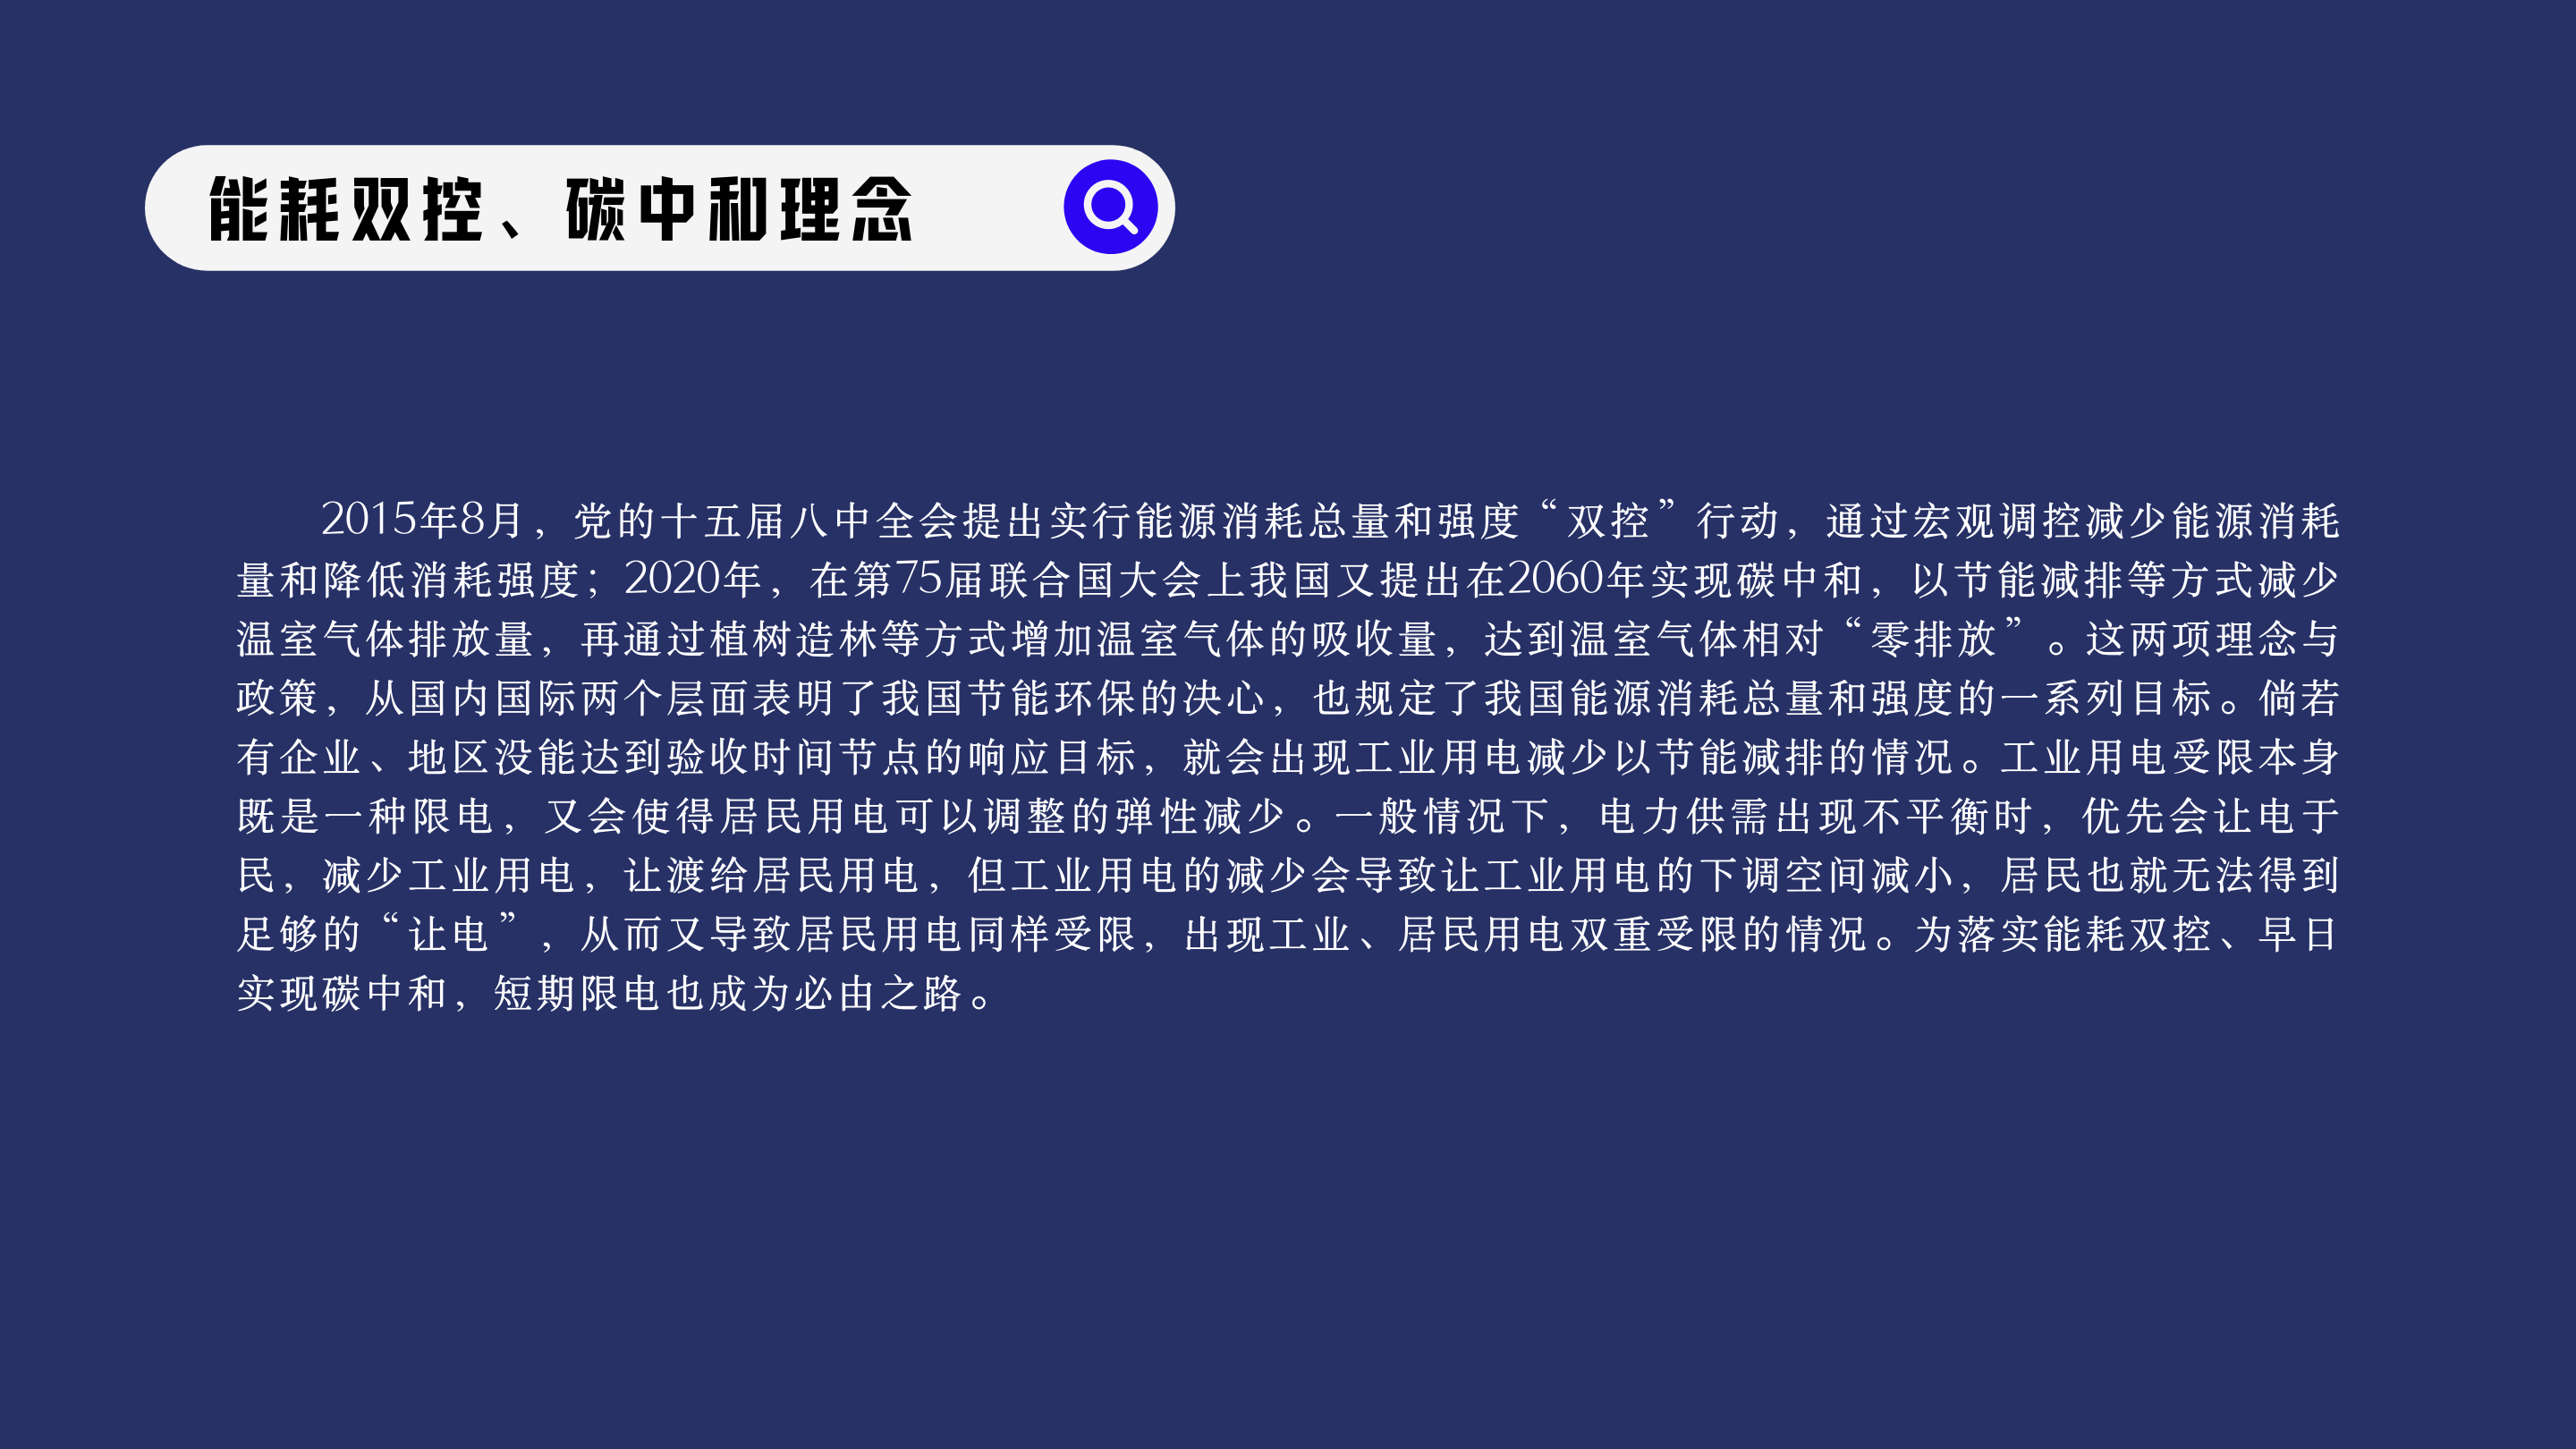 能耗双控、碳中和理念
2015年8月，党的十五届八中全会提出实行能源消耗总量和强度“双控”行动，通过宏观调控减少能源消耗
量和降低消耗强度；2020年，在第75届联合国大会上我国又提出在2060年实现碳中和，以节能减排等方式减少
温室气体排放量，再通过植树造林等方式增加温室气体的吸收量，达到温室气体相对“零排放”。这两项理念与
政策，从国内国际两个层面表明了我国节能环保的决心，也规定了我国能源消耗总量和强度的一系列目标。倘若
有企业、地区没能达到验收时间节点的响应目标，就会出现工业用电减少以节能减排的情况。工业用电受限本身
既是一种限电，又会使得居民用电可以调整的弹性减少。一般情况下，电力供需出现不平衡时，优先会让电于
民，减少工业用电，让渡给居民用电，但工业用电的减少会导致让工业用电的下调空间减小，居民也就无法得到
足够的“让电”，从而又导致居民用电同样受限，出现工业、居民用电双重受限的情况。为落实能耗双控、早日
实现碳中和，短期限电也成为必由之路。